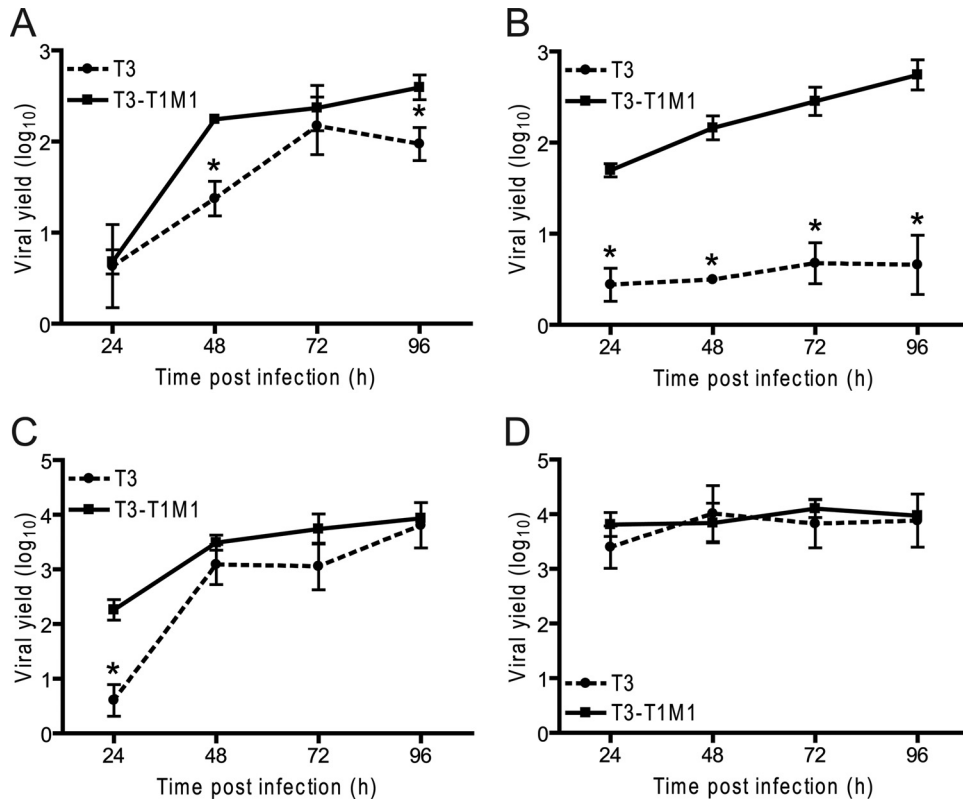 A
3
2
1
0
Viral yield (log10)
T3
T3-T1M1
*
*
24 48 72 96
Time post infection (h)
B
3
2
1
0
Viral yield (log10)
T3
T3-T1M1
* * * *
24 48 72 96
Time post infection (h)
C
5
4
3
2
1
0
Viral yield (log10)
T3
T3-T1M1
*
24 48 72 96
Time post infection (h)
D
5
4
3
2
1
0
Viral yield (log10)
T3
T3-T1M1
24 48 72 96
Time post infection (h)